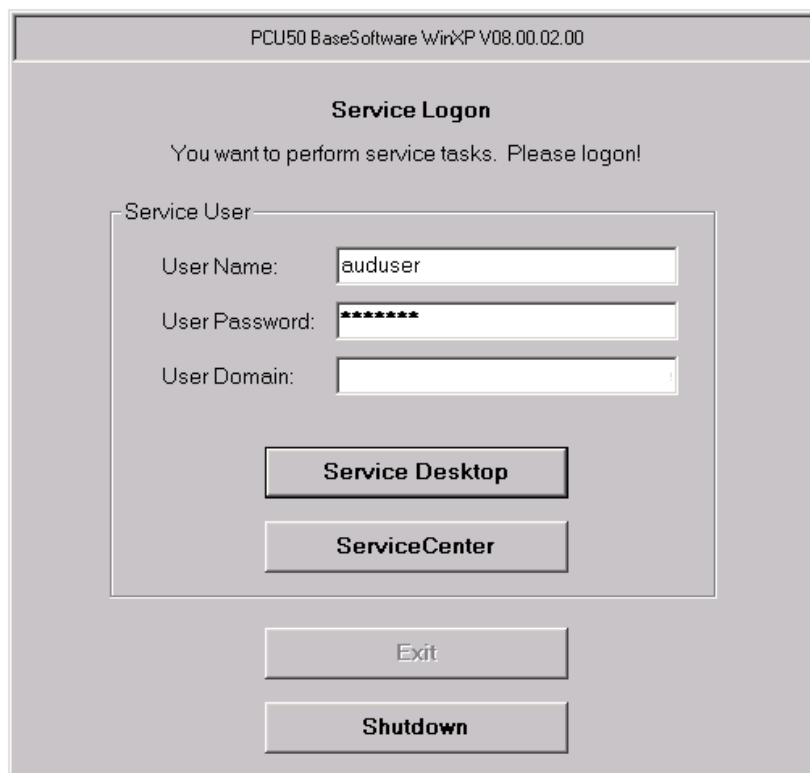 PCU50 BaseSoftware WinXP V08.00.02.00
Service Logon
You want to perform service tasks. Please logon!
Service User
User Name: auduser
User Password: *******
User Domain:
Service Desktop
ServiceCenter
Exit
Shutdown